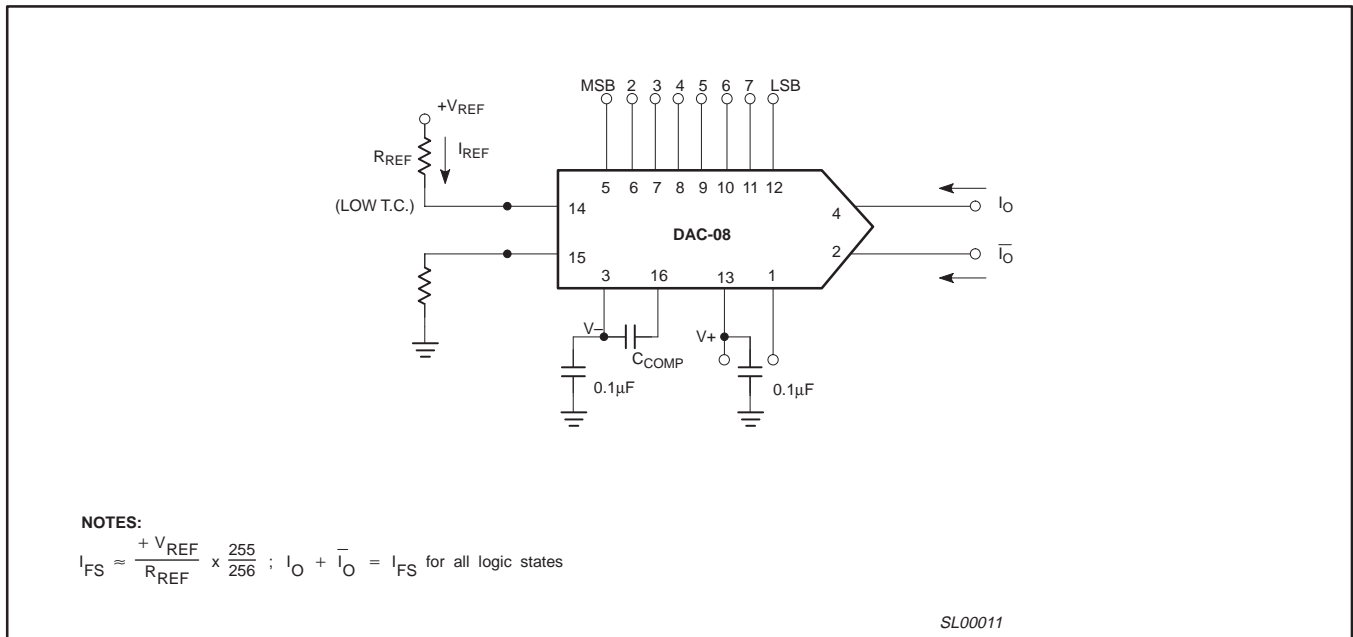 MSB 2 3 4 5 6 7 LSB
+VREF
RREF
IREF
(LOW T.C.)
5 6 7 8 9 10 11 12
14
4
IO
DAC-08
15
2
I̅O̅
3 16 13 1
V–
CCOMP
V+
0.1µF
0.1µF
NOTES:
IFS ≈ + VREF / RREF x 255 / 256 ; IO + I̅O̅ = IFS for all logic states
SL00011